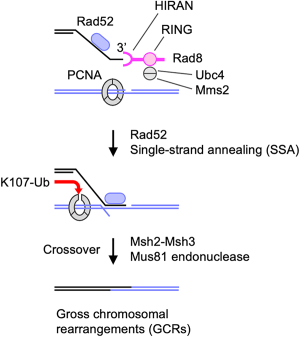 HIRAN
Rad52
RING
3’
Rad8
PCNA
Ubc4
Mms2
Rad52
Single-strand annealing (SSA)
K107-Ub
Crossover
Msh2-Msh3
Mus81 endonuclease
Gross chromosomal
rearrangements (GCRs)